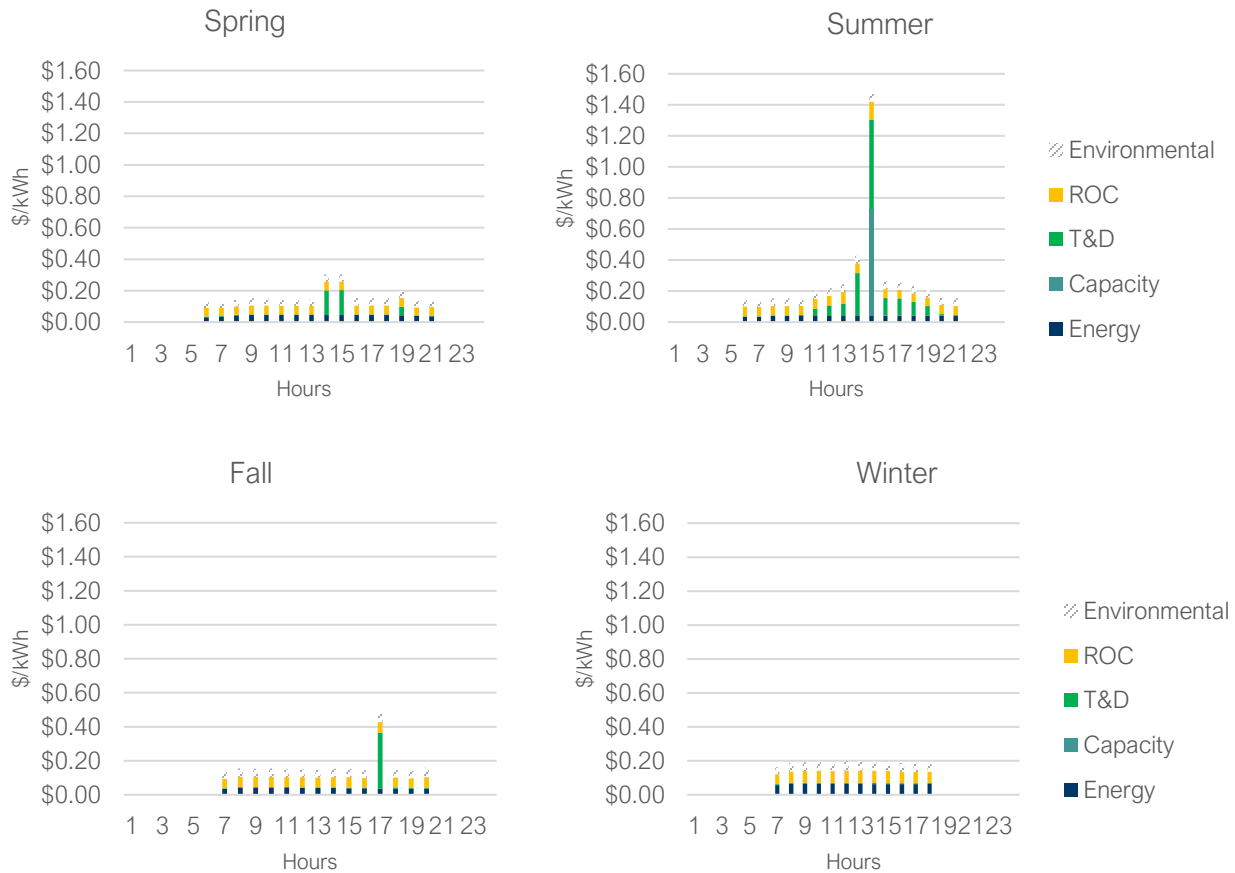 Spring
$1.60
$1.40
$1.20
$1.00
$0.80
$0.60
$0.40
$0.20
$0.00
$/kWh
1 3 5 7 9 11 13 15 17 19 21 23
Hours
Summer
$1.60
$1.40
$1.20
$1.00
$0.80
$0.60
$0.40
$0.20
$0.00
$/kWh
1 3 5 7 9 11 13 15 17 19 21 23
Hours
Environmental
ROC
T&D
Capacity
Energy
Fall
$1.60
$1.40
$1.20
$1.00
$0.80
$0.60
$0.40
$0.20
$0.00
$/kWh
1 3 5 7 9 11 13 15 17 19 21 23
Hours
Winter
$1.60
$1.40
$1.20
$1.00
$0.80
$0.60
$0.40
$0.20
$0.00
$/kWh
1 3 5 7 9 11 13 15 17 19 21 23
Hours
Environmental
ROC
T&D
Capacity
Energy